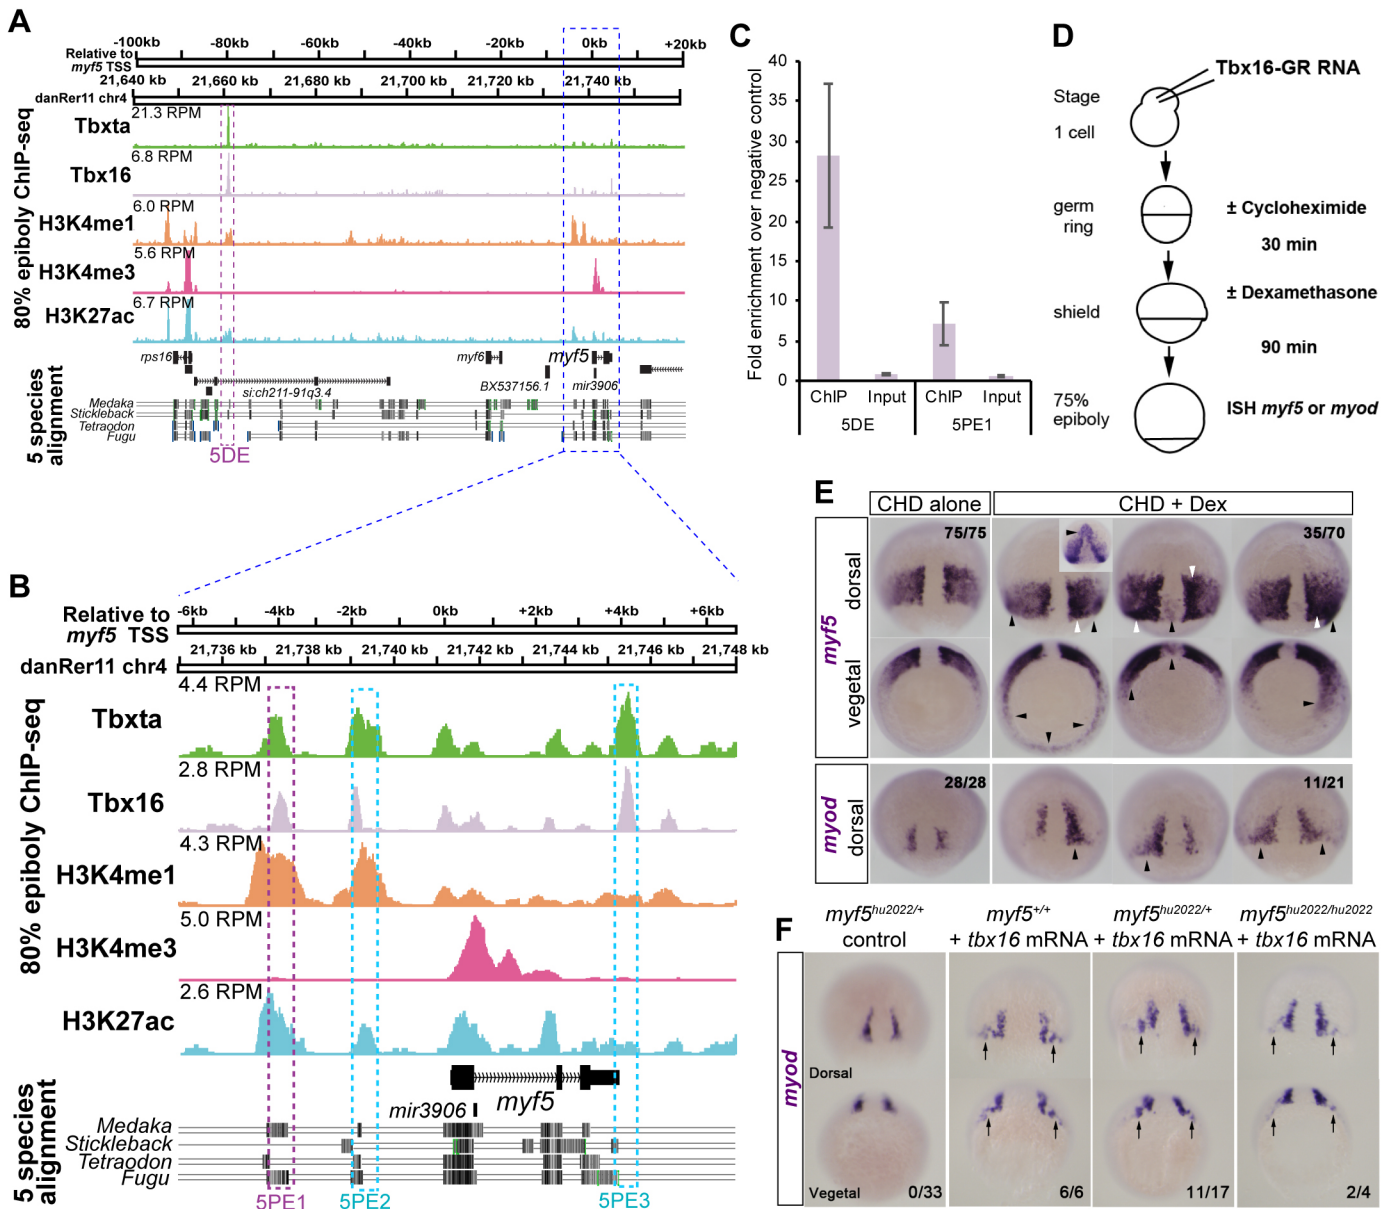 A
-100kb -80kb -60kb -40kb -20kb 0kb +20kb
Relative to
myf5 TSS
21,640 kb 21,660 kb 21,680 kb 21,700 kb 21,720 kb 21,740 kb
danRer11 chr4
80% epiboly ChIP-seq
21.3 RPM
Tbxta
6.8 RPM
Tbx16
6.0 RPM
H3K4me1
5.6 RPM
H3K4me3
6.7 RPM
H3K27ac
rps16 myf6 myf5
si:ch211-91q3.4 BX537156.1 mir3906
5 species
alignment
Medaka
Stickleback
Tetraodon
Fugu
5DE
B
-6kb -4kb -2kb 0kb +2kb +4kb +6kb
Relative to
myf5 TSS
21,736 kb 21,738 kb 21,740 kb 21,742 kb 21,744 kb 21,746 kb 21,748 kb
danRer11 chr4
80% epiboly ChIP-seq
4.4 RPM
Tbxta
2.8 RPM
Tbx16
4.3 RPM
H3K4me1
5.0 RPM
H3K4me3
2.6 RPM
H3K27ac
mir3906 myf5
5 species
alignment
Medaka
Stickleback
Tetraodon
Fugu
5PE1 5PE2 5PE3
C
Fold enrichment over negative control
40
35
30
25
20
15
10
5
0
ChIP Input ChIP Input
5DE 5PE1
D
Tbx16-GR RNA
Stage
1 cell
germ
ring
± Cycloheximide
30 min
shield
± Dexamethasone
90 min
75%
epiboly
ISH myf5 or myod
E
CHD alone CHD + Dex
myf5
dorsal
75/75 35/70
vegetal
myod
dorsal
28/28 11/21
F
myf5hu2022/+
control
myf5+/+
+ tbx16 mRNA
myf5hu2022/+
+ tbx16 mRNA
myf5hu2022/hu2022
+ tbx16 mRNA
myod
Dorsal
Vegetal 0/33 6/6 11/17 2/4